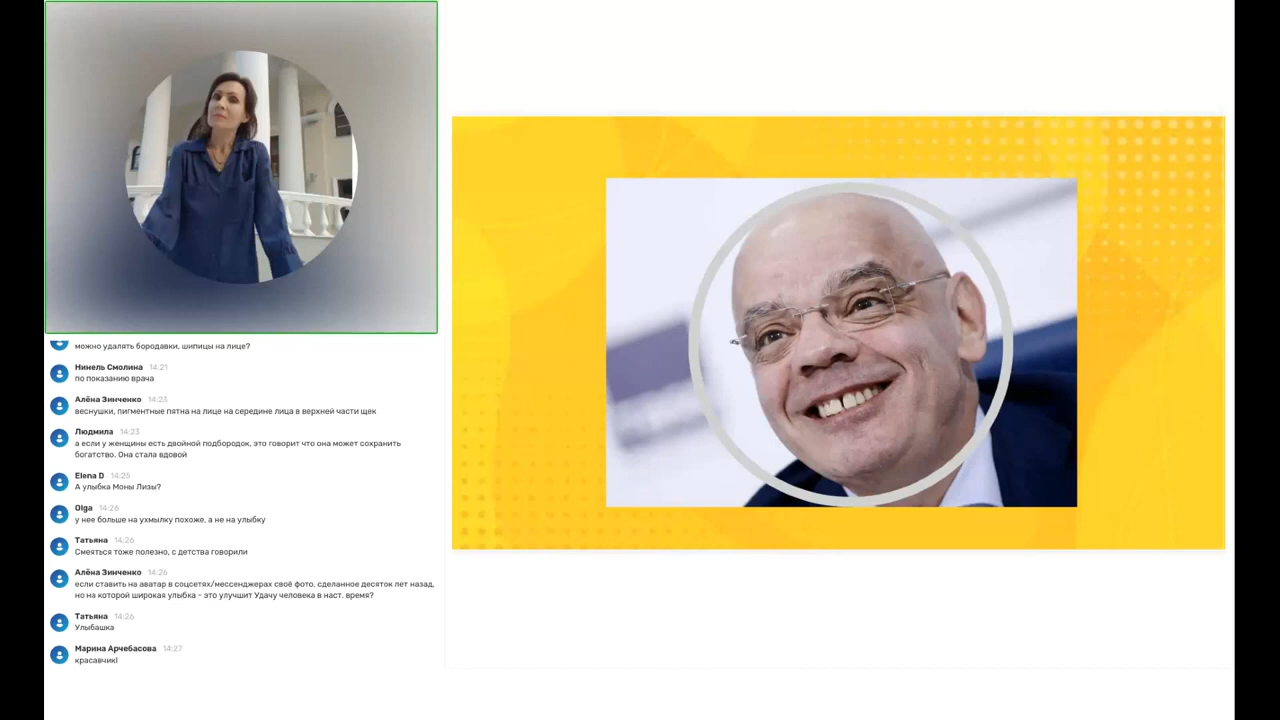 можно удалять бородавки, шипицы на лице?
Нинель Смолина 14:21
по показанию врача
Алёна Зинченко 14:23
веснушки, пигментные пятна на лице на середине лица в верхней части щек
Людмила 14:23
а если у женщины есть двойной подбородок, это говорит что она может сохранить
богатство. Она стала вдовой
Elena D 14:25
А улыбка Моны Лизы?
Olga 14:26
у нее больше на ухмылку похоже, а не на улыбку
Татьяна 14:26
Смеяться тоже полезно, с детства говорили
Алёна Зинченко 14:26
если ставить на аватар в соцсетях/мессенджерах своё фото, сделанное десяток лет назад,
но на которой широкая улыбка - это улучшит Удачу человека в наст. время?
Татьяна 14:26
Улыбашка
Марина Арчебасова 14:27
красавчик!